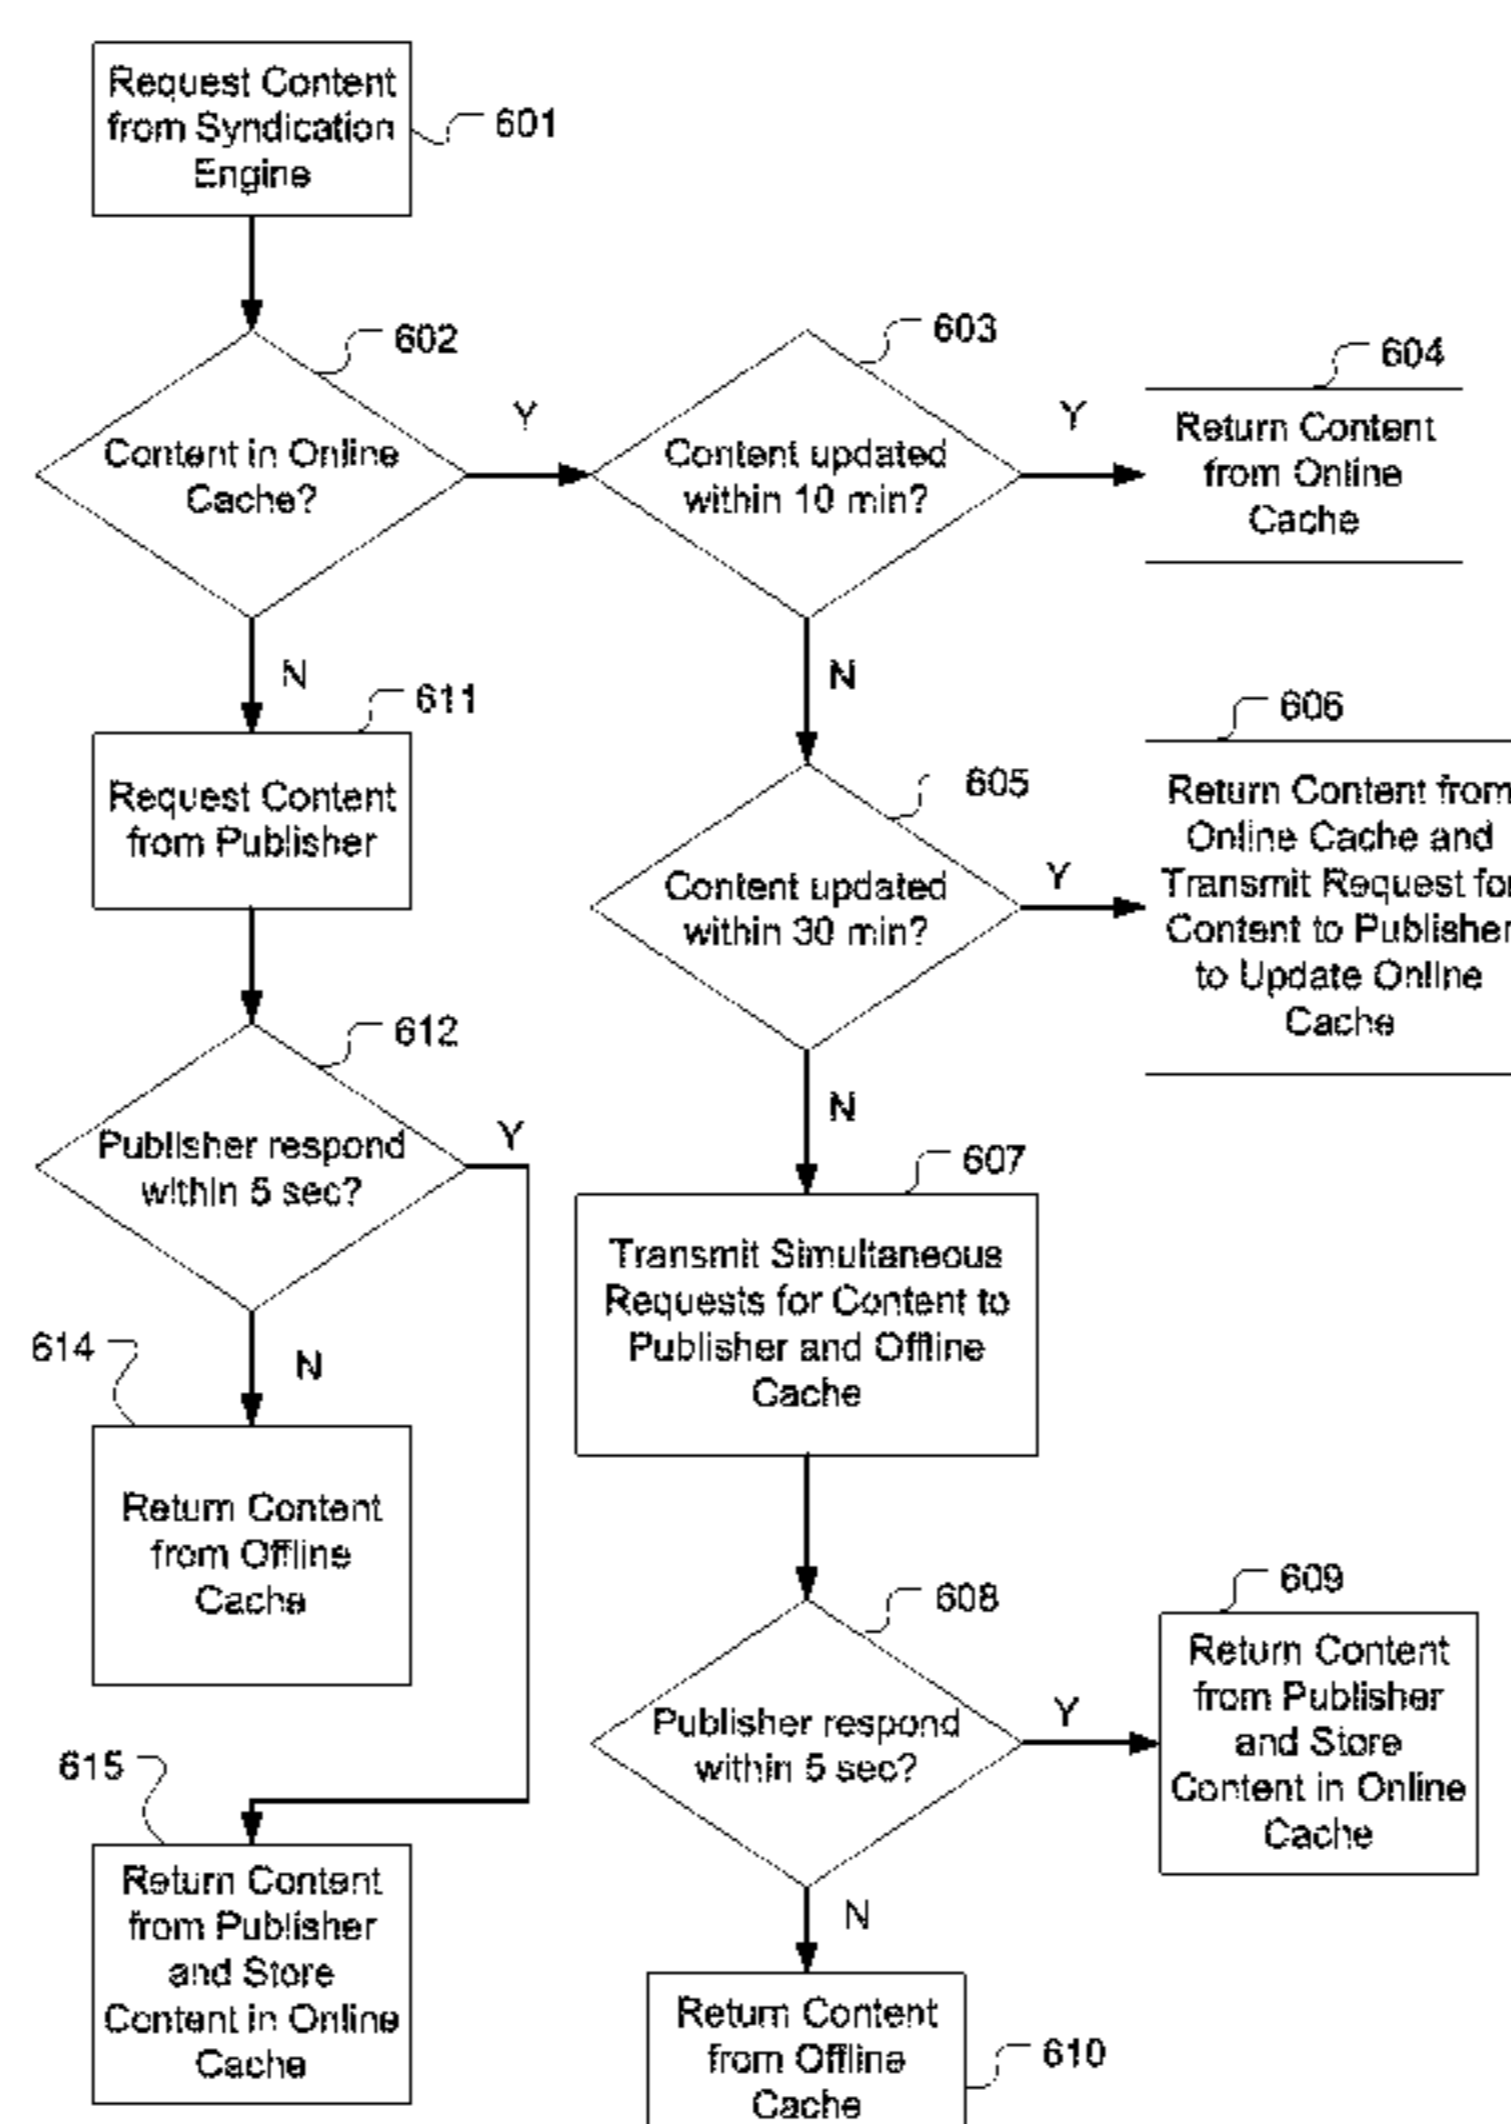 Request Content
from Syndication
Engine
601
602
Content in Online
Cache?
Y
603
Content updated
within 10 min?
Y
604
Return Content
from Online
Cache
N
611
Request Content
from Publisher
N
605
Content updated
within 30 min?
Y
606
Return Content from
Online Cache and
Transmit Request for
Content to Publisher
to Update Online
Cache
612
Publisher respond
within 5 sec?
Y
N
607
Transmit Simultaneous
Requests for Content to
Publisher and Offline
Cache
614
N
Return Content
from Offline
Cache
608
Publisher respond
within 5 sec?
Y
609
Return Content
from Publisher
and Store
Content in Online
Cache
615
Return Content
from Publisher
and Store
Content in Online
Cache
N
Return Content
from Offline
Cache
610